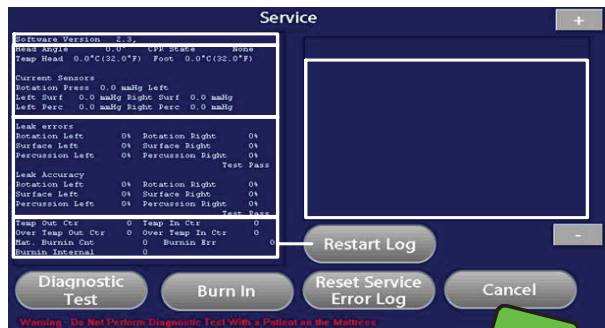 Service
+
Software Version 2.3,
Head Angle 0.0° CPR State None
Temp Head 0.0°C(32.0°F) Foot 0.0°C(32.0°F)
Current Sensors
Rotation Press 0.0 mmHg Left
Left Surf 0.0 mmHg Right Surf 0.0 mmHg
Left Perc 0.0 mmHg Right Perc 0.0 mmHg
Leak errors
Rotation Left 0% Rotation Right 0%
Surface Left 0% Surface Right 0%
Percussion Left 0% Percussion Right 0%
Test Pass
Leak Accuracy
Rotation Left 0% Rotation Right 0%
Surface Left 0% Surface Right 0%
Percussion Left 0% Percussion Right 0%
Test Pass
Temp Out Ctr 0 Temp In Ctr 0
Over Temp Out Ctr 0 Over Temp In Ctr 0
Mat. Burnin Cnt 0 Burnin Err 0
Burnin Internal 0
Restart Log
-
Diagnostic
Test
Burn In
Reset Service
Error Log
Cancel
Warning - Do Not Perform Diagnostic Test With a Patient on the Mattress